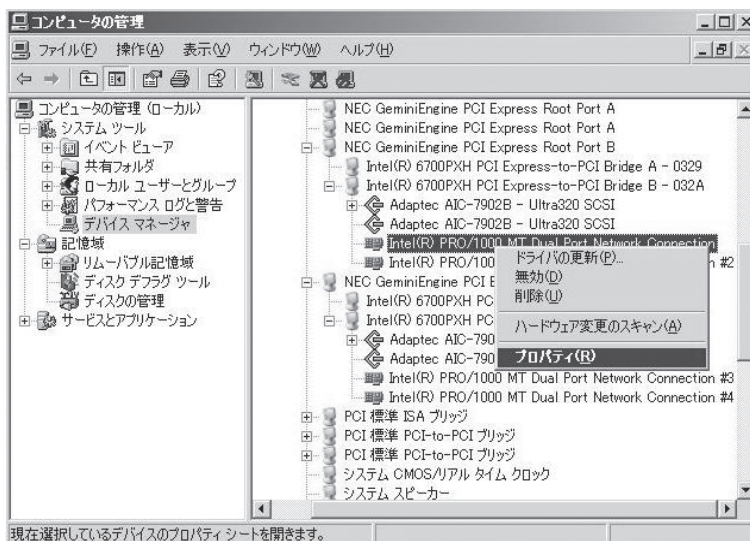 コンピュータの管理
ファイル(F) 操作(A) 表示(V) ウィンドウ(W) ヘルプ(H)
コンピュータの管理 (ローカル)
システム ツール
イベント ビューア
共有フォルダ
ローカル ユーザーとグループ
パフォーマンス ログと警告
デバイス マネージャ
記憶域
リムーバブル記憶域
ディスク デフラグ ツール
ディスクの管理
サービスとアプリケーション
NEC GeminiEngine PCI Express Root Port A
NEC GeminiEngine PCI Express Root Port A
NEC GeminiEngine PCI Express Root Port B
Intel(R) 6700PXH PCI Express-to-PCI Bridge A - 0329
Intel(R) 6700PXH PCI Express-to-PCI Bridge B - 032A
Adaptec AIC-7902B - Ultra320 SCSI
Adaptec AIC-7902B - Ultra320 SCSI
Intel(R) PRO/1000 MT Dual Port Network Connection
Intel(R) PRO/100 n #2
NEC GeminiEngine PCI E
Intel(R) 6700PXH PC
Intel(R) 6700PXH PC
Adaptec AIC-790
Adaptec AIC-790
Intel(R) PRO/1000 MT Dual Port Network Connection #3
Intel(R) PRO/1000 MT Dual Port Network Connection #4
PCI 標準 ISA ブリッジ
PCI 標準 PCI-to-PCI ブリッジ
PCI 標準 PCI-to-PCI ブリッジ
システム CMOS/リアル タイム クロック
システム スピーカー
ドライバの更新(P)...
無効(D)
削除(U)
ハードウェア変更のスキャン(A)
プロパティ(R)
現在選択しているデバイスのプロパティ シートを開きます。